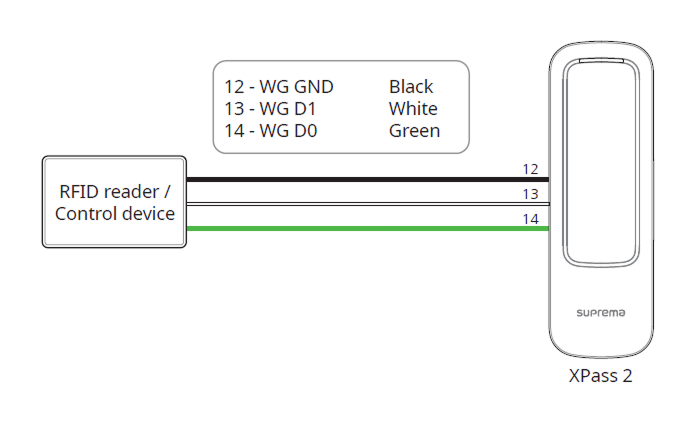 12 - WG GND Black
13 - WG D1 White
14 - WG D0 Green
12
RFID reader /
Control device
13
14
suprema
XPass 2